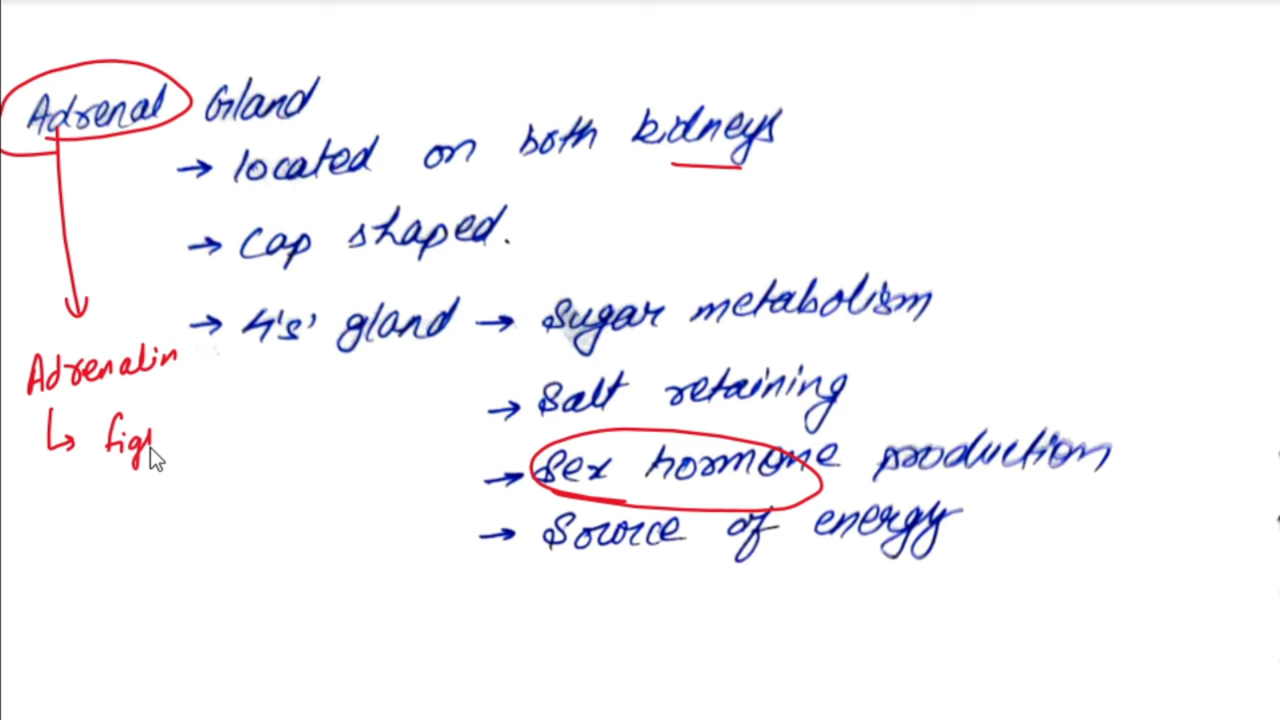 Adrenal Gland
→ located on both kidneys
→ Cap shaped.
→ 4's' gland → Sugar metabolism
→ Salt retaining
→ Sex hormone production
→ Source of energy
Adrenalin
↳ fig